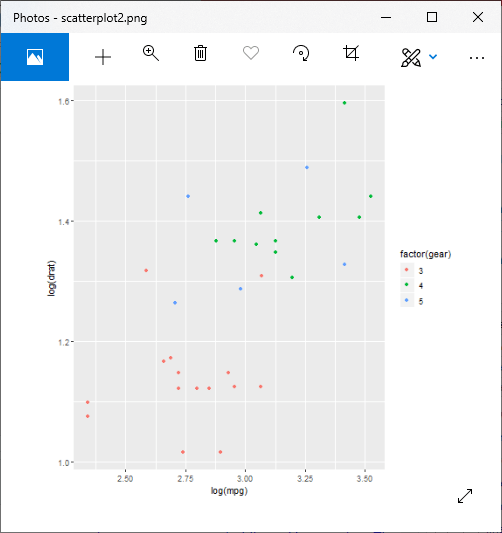 Photos - scatterplot2.png
1.6
1.4
1.2
1.0
log(drat)
2.50 2.75 3.00 3.25 3.50
log(mpg)
factor(gear)
3
4
5